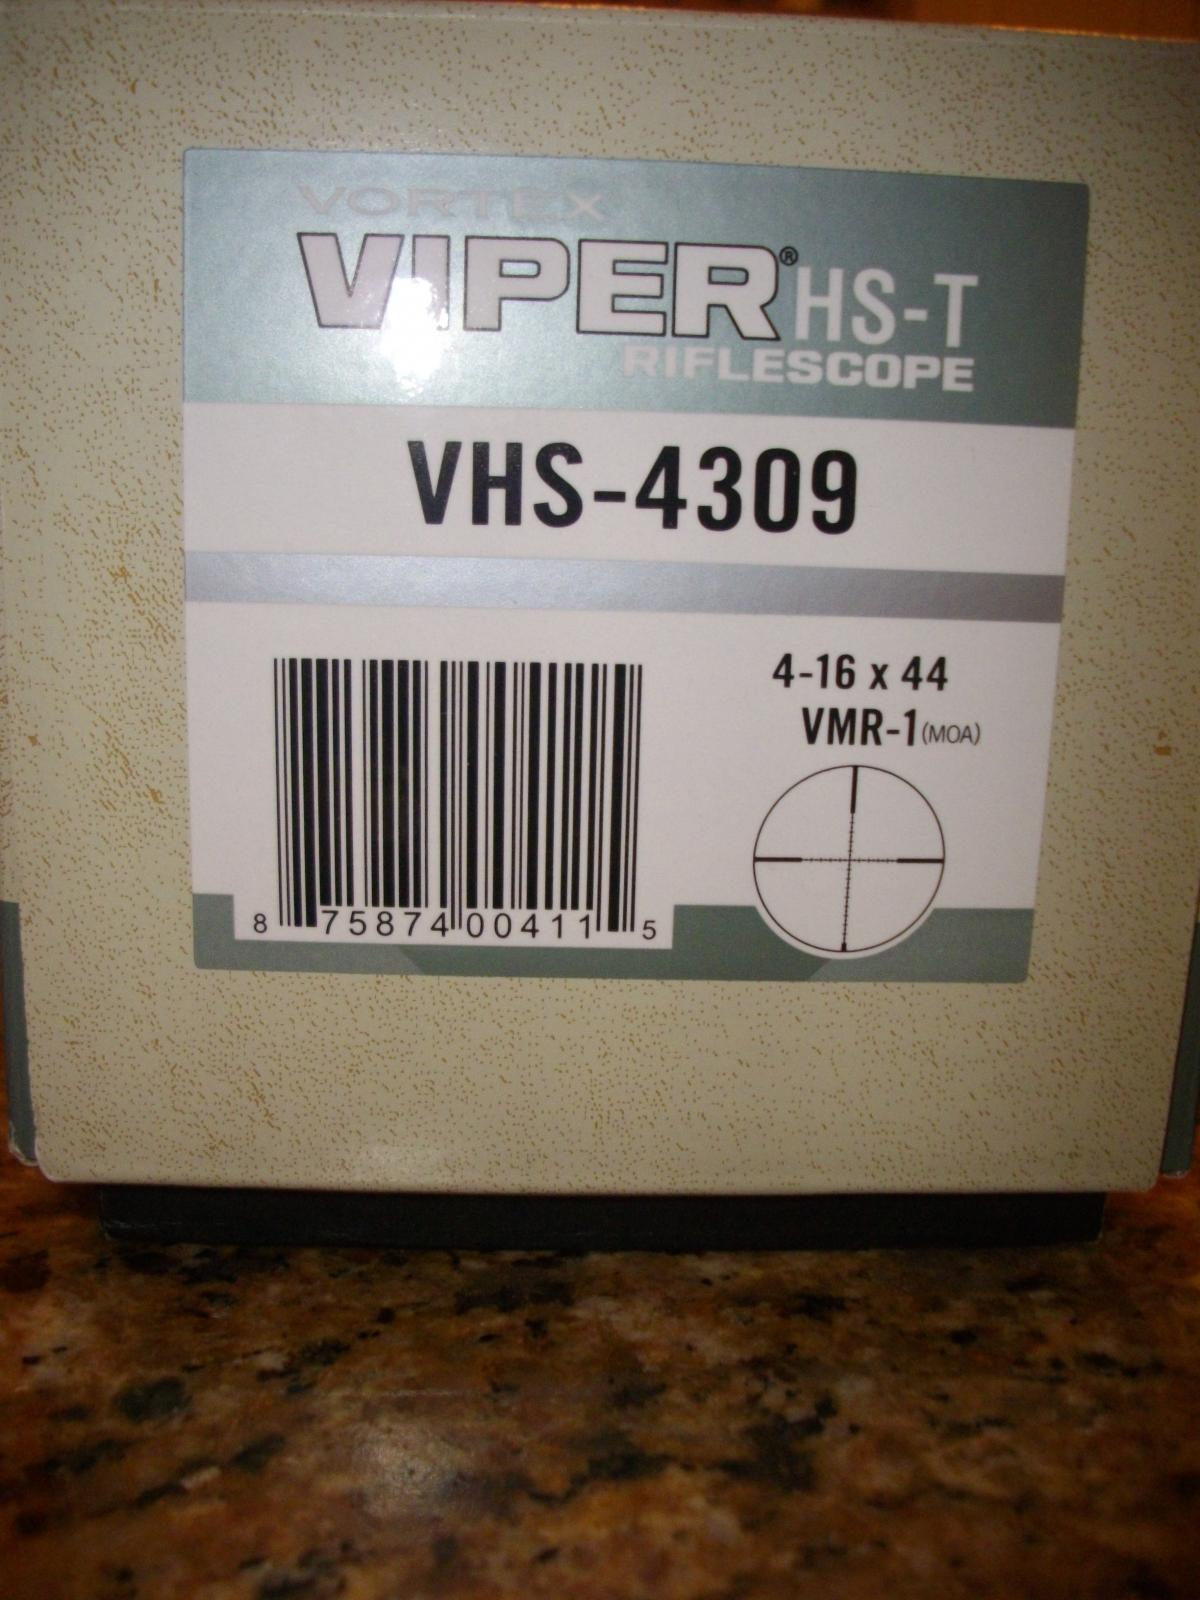 VORTEX
VIPER® HS-T
RIFLESCOPE
VHS-4309
4-16 x 44
VMR-1 (MOA)
8 75874 00411 5